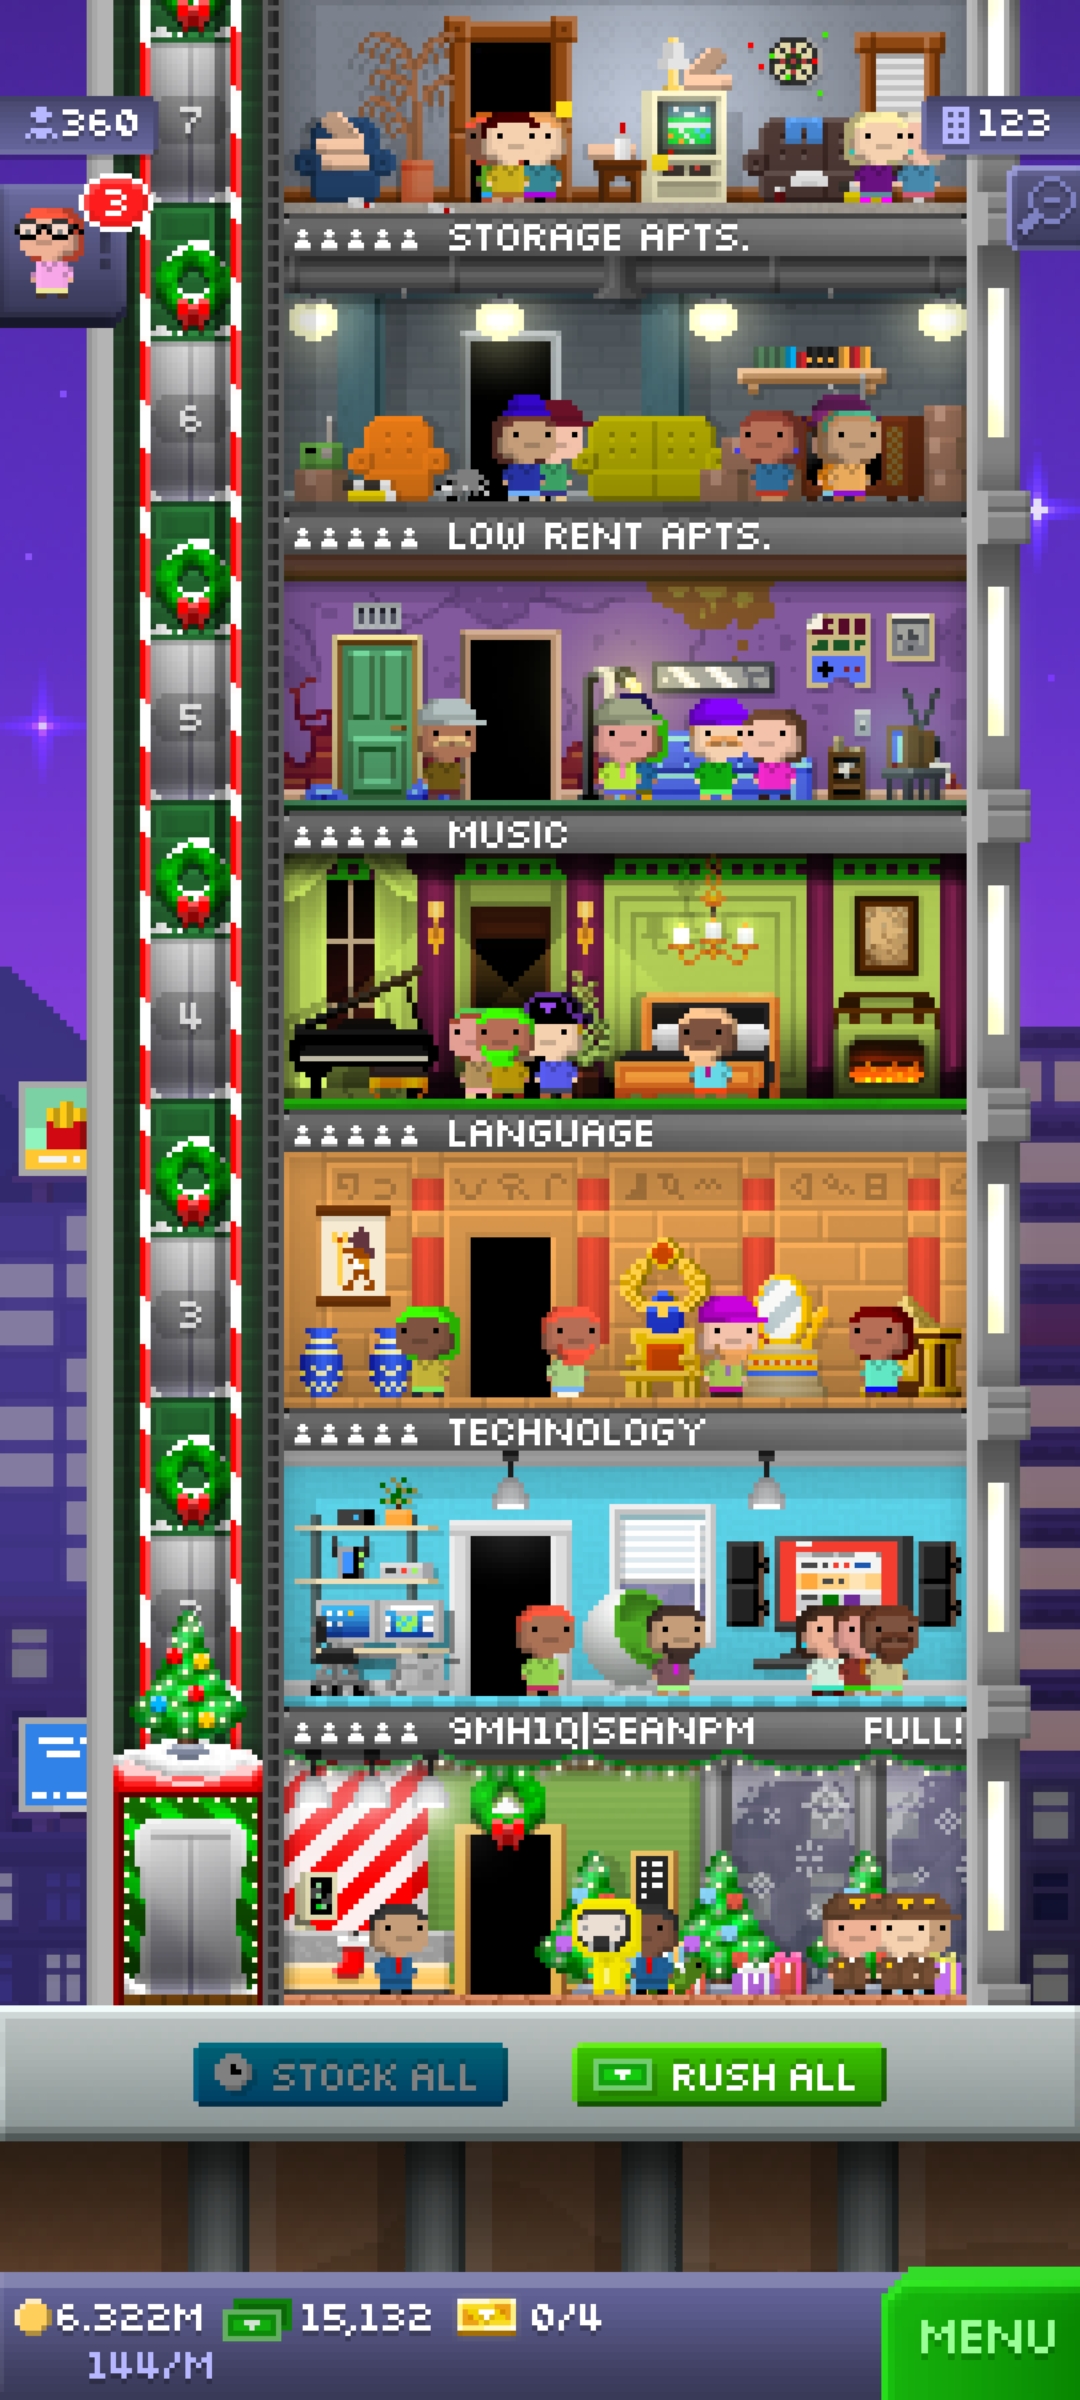 7
360
123
3
STORAGE APTS.
6
LOW RENT APTS.
5
MUSIC
4
LANGUAGE
3
TECHNOLOGY
9MH1Q|SEANPM FULL!
STOCK ALL
RUSH ALL
6.322M 15,132 0/4
144/M
MENU